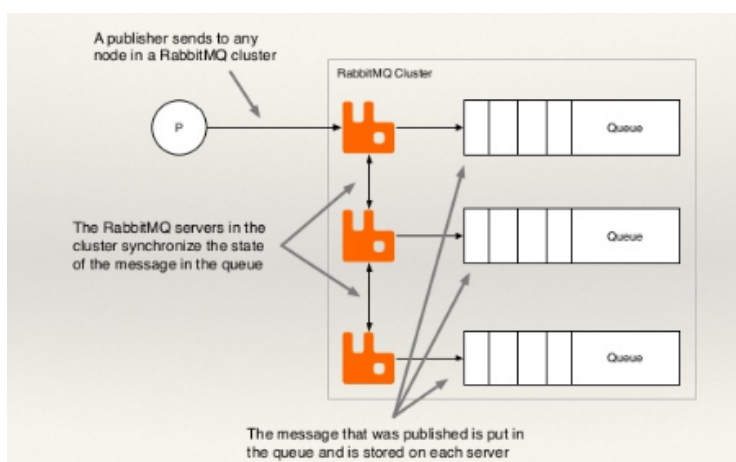 A publisher sends to any
node in a RabbitMQ cluster
RabbitMQ Cluster
P
Queue
The RabbitMQ servers in the
cluster synchronize the state
of the message in the queue
Queue
Queue
The message that was published is put in
the queue and is stored on each server